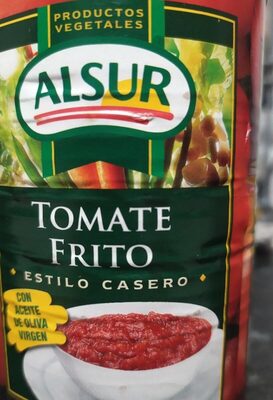 PRODUCTOS
VEGETALES
ALSUR
TOMATE
FRITO
ESTILO CASERO
CON
ACEITE
DE OLIVA
VIRGEN